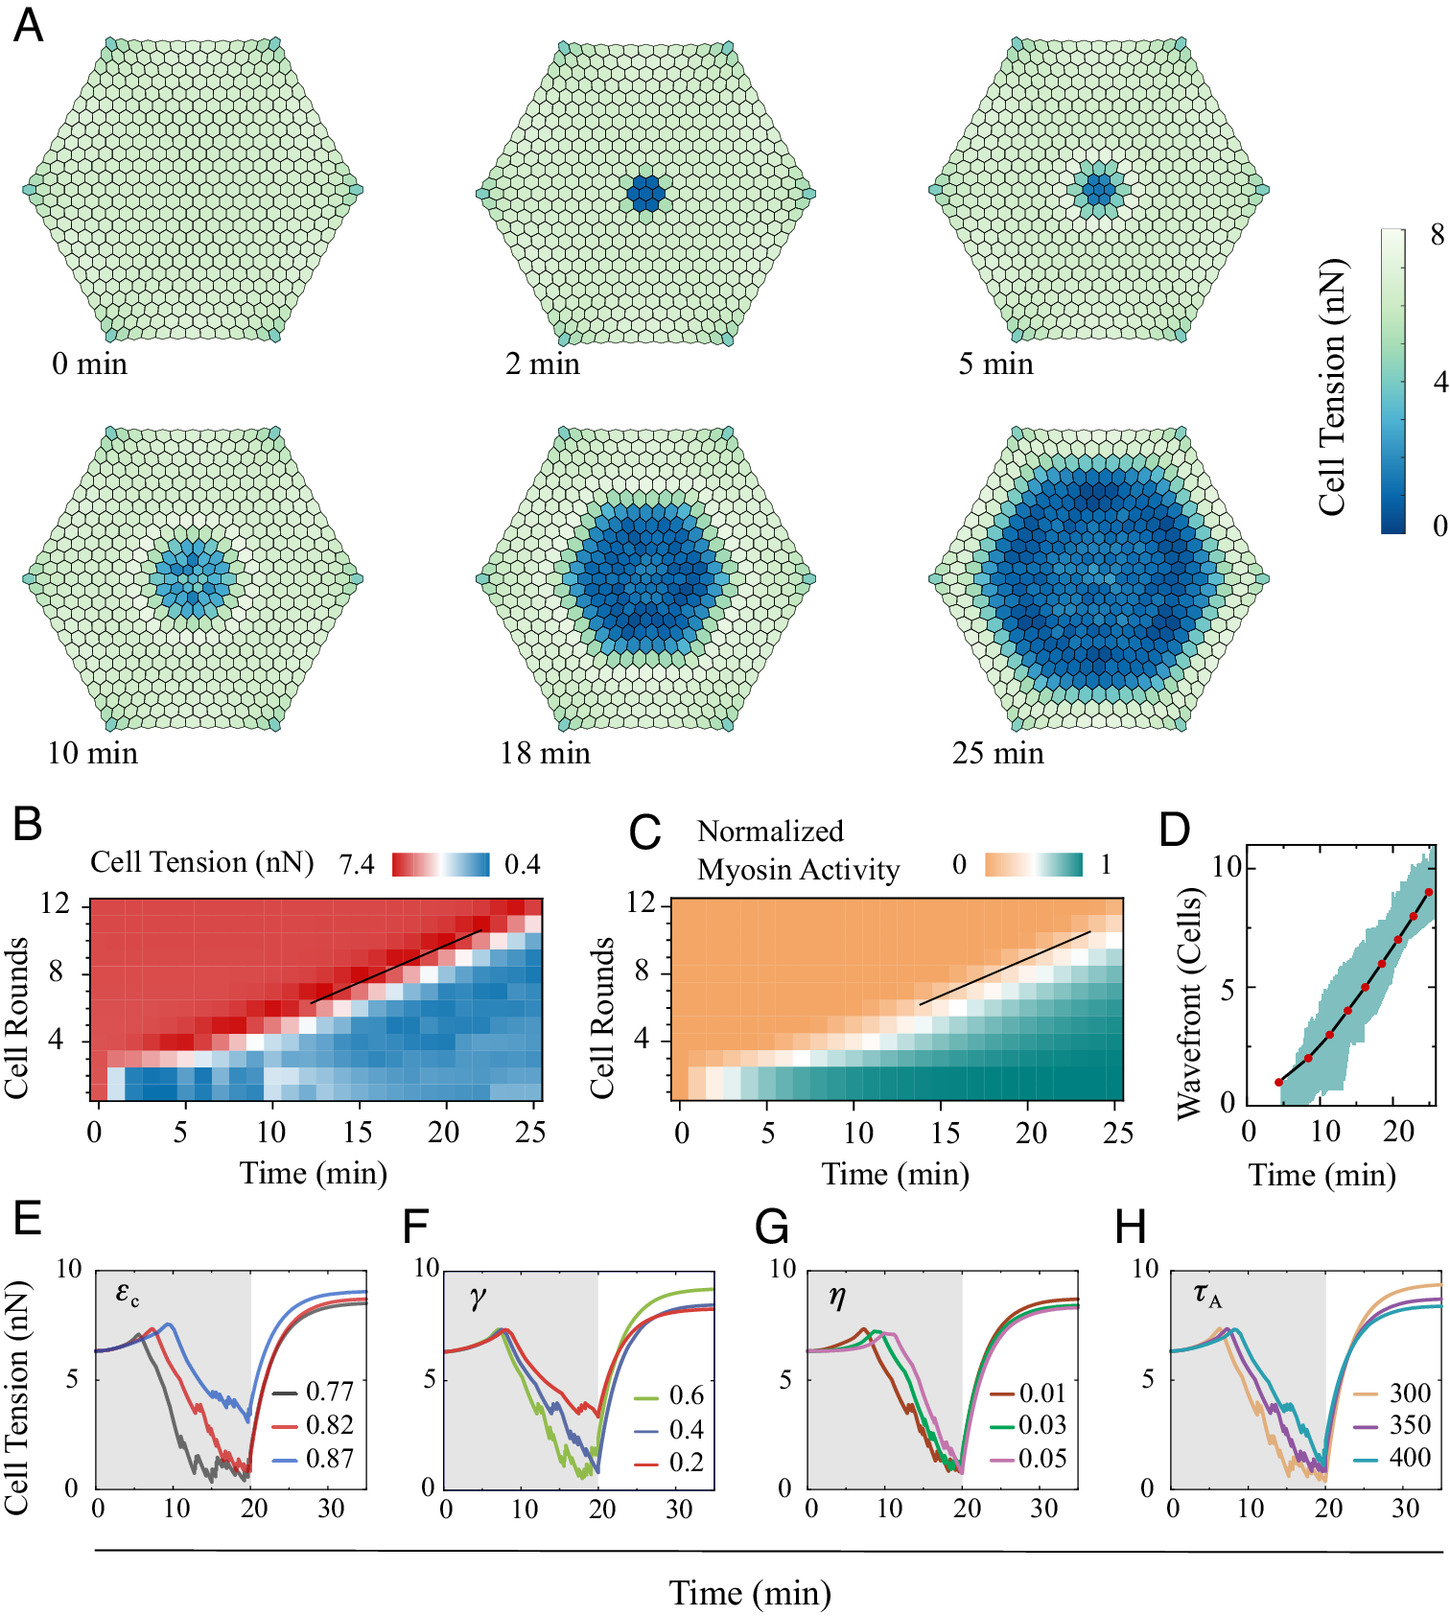 A
0 min
2 min
5 min
10 min
18 min
25 min
Cell Tension (nN)
8
4
0
B
Cell Tension (nN) 7.4 0.4
12
8
4
Cell Rounds
0 5 10 15 20 25
Time (min)
C
Normalized
Myosin Activity 0 1
12
8
4
Cell Rounds
0 5 10 15 20 25
Time (min)
D
10
5
0
Wavefront (Cells)
0 10 20
Time (min)
E
Cell Tension (nN)
10
5
0
εc
0.77
0.82
0.87
0 10 20 30
F
10
5
0
γ
0.6
0.4
0.2
0 10 20 30
G
10
5
0
η
0.01
0.03
0.05
0 10 20 30
H
10
5
0
τA
300
350
400
0 10 20 30
Time (min)